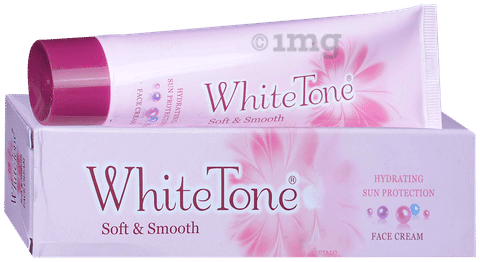 ©1mg
WhiteTone®
Soft & Smooth
HYDRATING
SUN PROTECTION
FACE CREAM
WhiteTone®
Soft & Smooth
HYDRATING
SUN PROTECTION
FACE CREAM